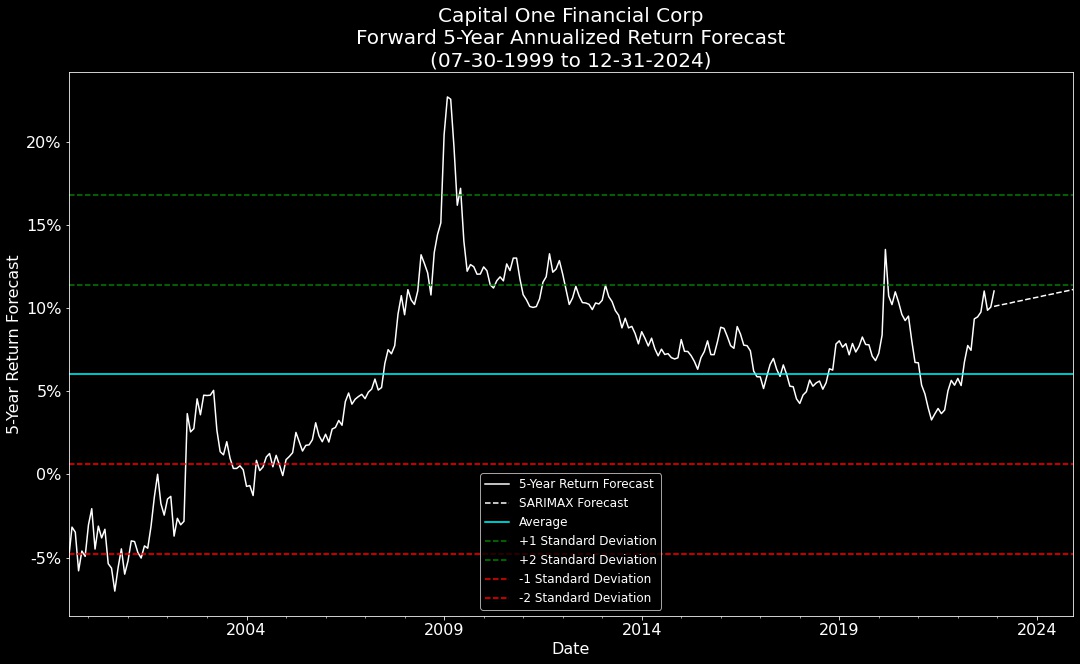 Capital One Financial Corp
Forward 5-Year Annualized Return Forecast
(07-30-1999 to 12-31-2024)
20%
15%
10%
5%
0%
-5%
5-Year Return Forecast
5-Year Return Forecast
SARIMAX Forecast
Average
+1 Standard Deviation
+2 Standard Deviation
-1 Standard Deviation
-2 Standard Deviation
2004
2009
2014
2019
2024
Date